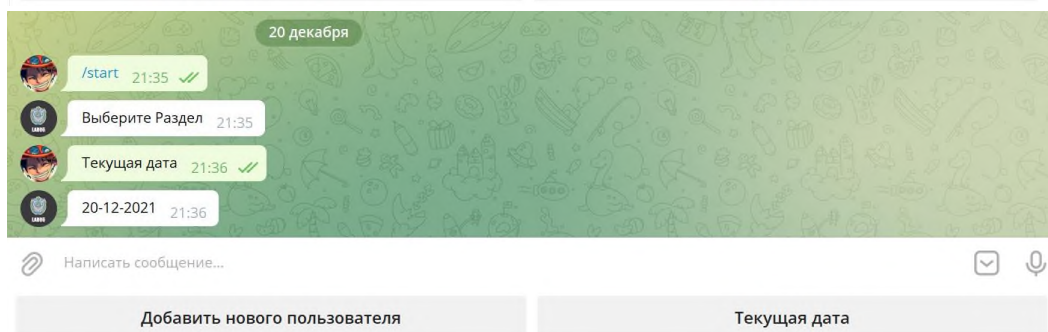 20 декабря
/start 21:35
Выберите Раздел 21:35
Текущая дата 21:36
20-12-2021 21:36
Написать сообщение...
Добавить нового пользователя Текущая дата